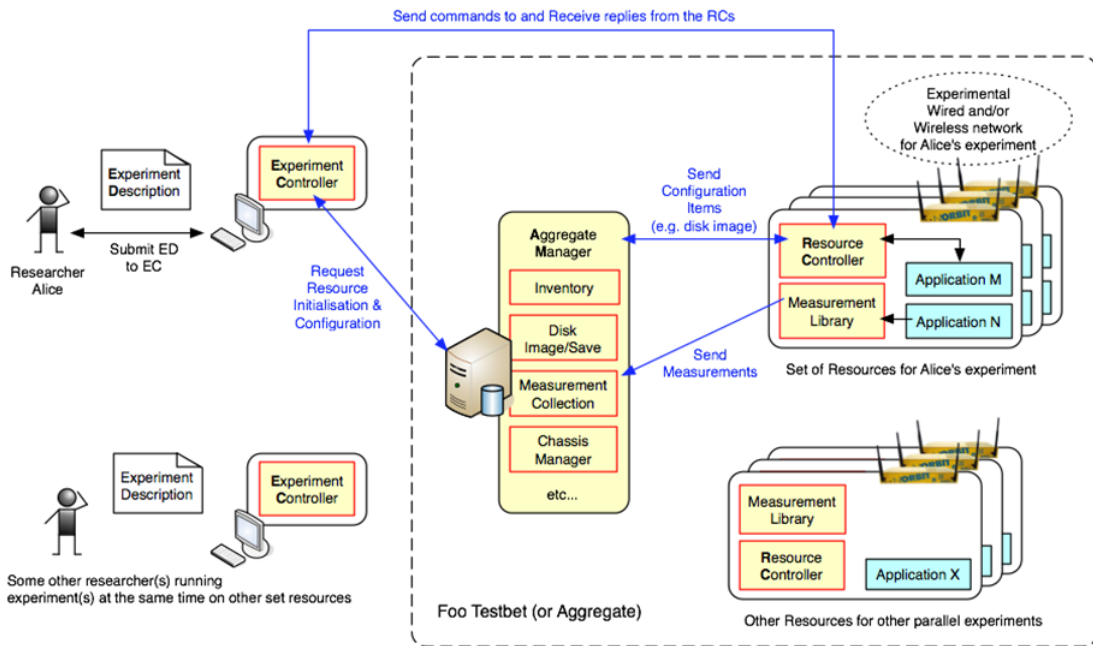 Send commands to and Receive replies from the RCs
Experimental
Wired and/or
Wireless network
for Alice's experiment
Experiment
Description
Experiment
Controller
Submit ED
to EC
Researcher
Alice
Request
Resource
Initialisation &
Configuration
Aggregate
Manager
Inventory
Disk
Image/Save
Measurement
Collection
Chassis
Manager
etc...
Send
Configuration
Items
(e.g. disk image)
Send
Measurements
ORBIT
Resource
Controller
Measurement
Library
Application M
Application N
Set of Resources for Alice's experiment
Experiment
Description
Experiment
Controller
Some other researcher(s) running
experiment(s) at the same time on other set resources
Foo Testbet (or Aggregate)
ORBIT
Measurement
Library
Resource
Controller
Application X
Other Resources for other parallel experiments